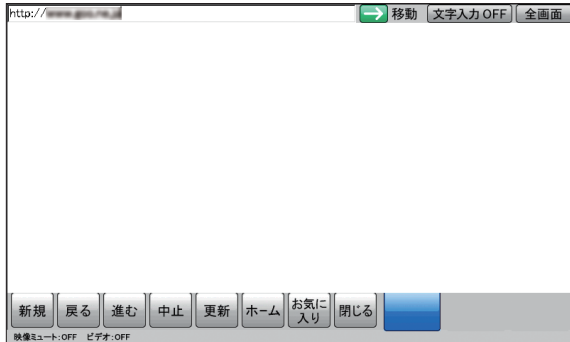 http://
移動 文字入力 OFF 全画面
新規 戻る 進む 中止 更新 ホーム お気に入り 閉じる
映像ミュート:OFF ビデオ:OFF